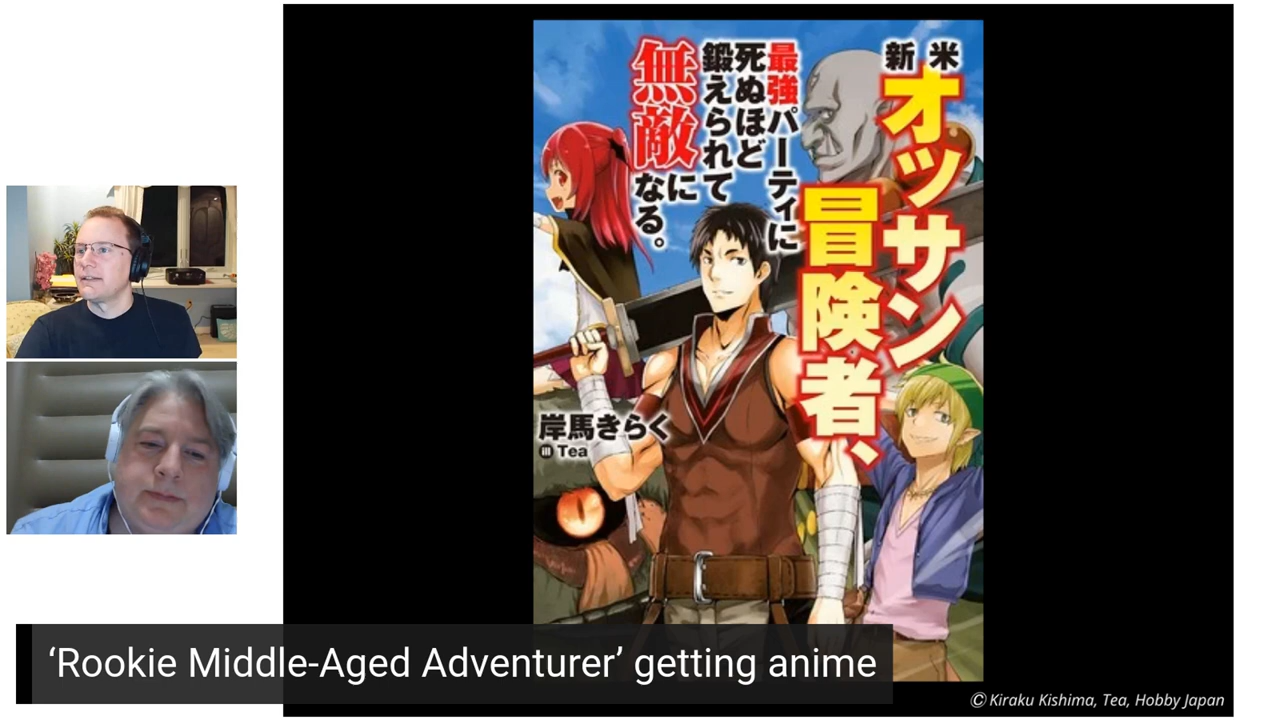 新米
オッサン
冒険者、
最強パーティに
死ぬほど
鍛えられて
無敵に
なる。
岸馬きらく
ill Tea
‘Rookie Middle-Aged Adventurer’ getting anime
© Kiraku Kishima, Tea, Hobby Japan